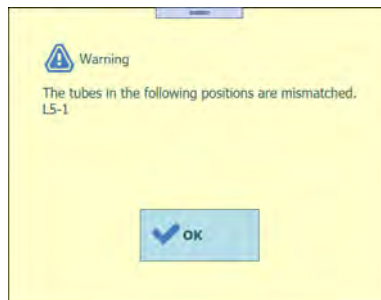 Warning
The tubes in the following positions are mismatched.
L5-1
OK